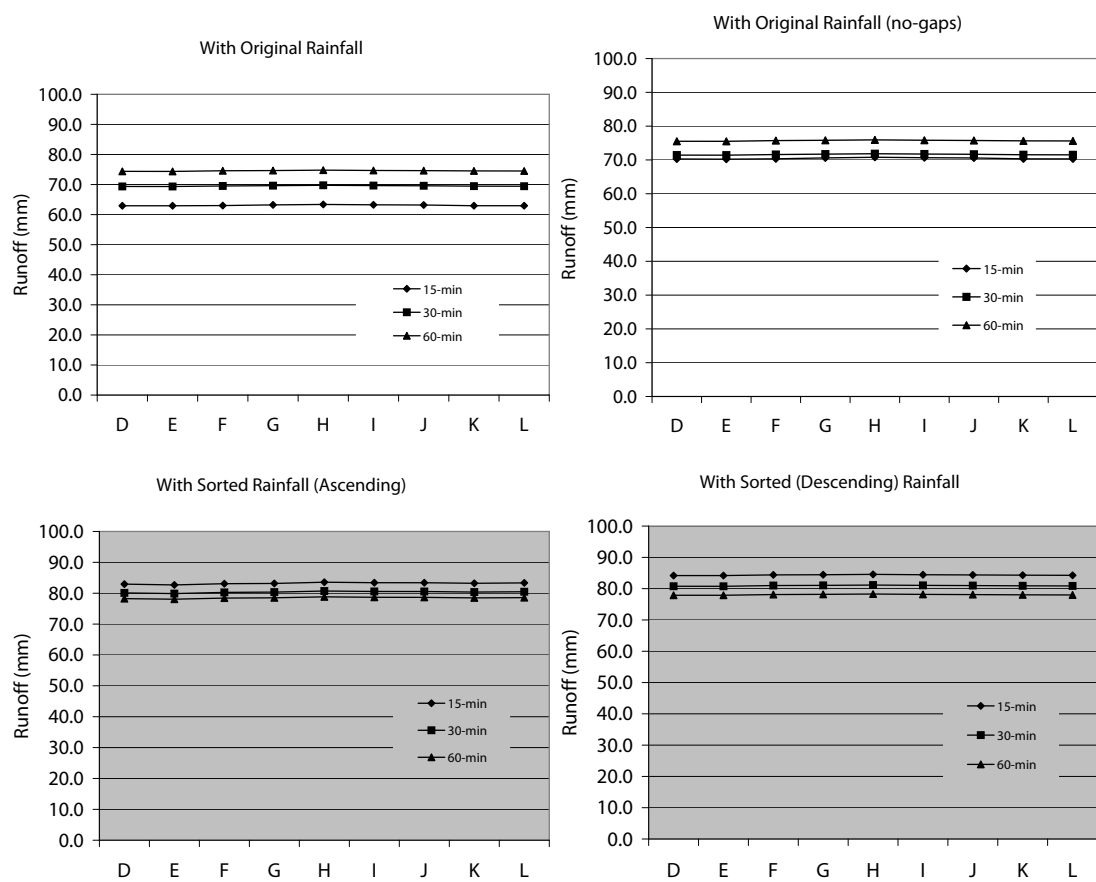 With Original Rainfall
100.0
90.0
80.0
70.0
60.0
50.0
40.0
30.0
20.0
10.0
0.0
Runoff (mm)
15-min
30-min
60-min
D E F G H I J K L
With Original Rainfall (no-gaps)
100.0
90.0
80.0
70.0
60.0
50.0
40.0
30.0
20.0
10.0
0.0
Runoff (mm)
15-min
30-min
60-min
D E F G H I J K L
With Sorted Rainfall (Ascending)
100.0
90.0
80.0
70.0
60.0
50.0
40.0
30.0
20.0
10.0
0.0
Runoff (mm)
15-min
30-min
60-min
D E F G H I J K L
With Sorted (Descending) Rainfall
100.0
90.0
80.0
70.0
60.0
50.0
40.0
30.0
20.0
10.0
0.0
Runoff (mm)
15-min
30-min
60-min
D E F G H I J K L